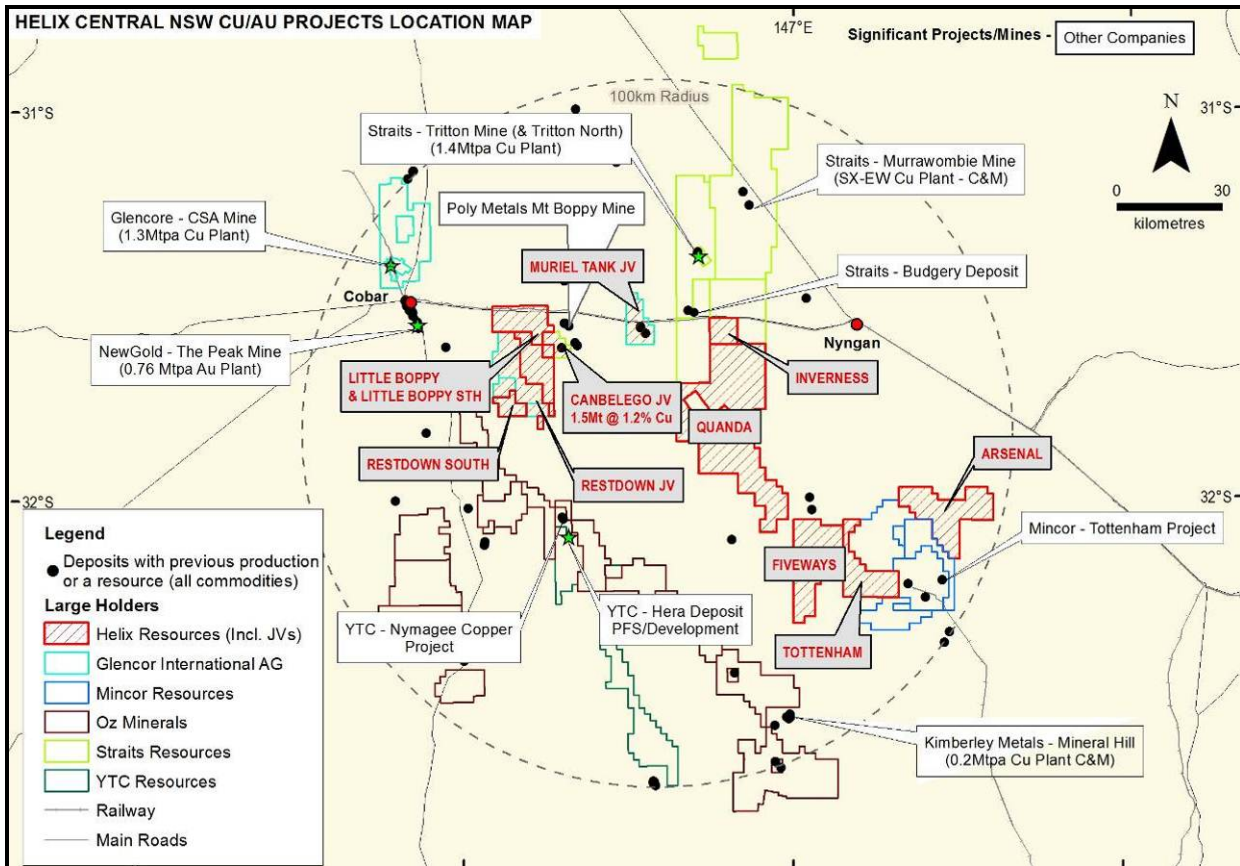 HELIX CENTRAL NSW CU/AU PROJECTS LOCATION MAP
147°E
Significant Projects/Mines -
Other Companies
31°S
31°S
100km Radius
N
0
30
kilometres
Straits - Tritton Mine (& Tritton North)
(1.4Mtpa Cu Plant)
Straits - Murrawombie Mine
(SX-EW Cu Plant - C&M)
Glencore - CSA Mine
(1.3Mtpa Cu Plant)
Poly Metals Mt Boppy Mine
MURIEL TANK JV
Straits - Budgery Deposit
Cobar
Nyngan
NewGold - The Peak Mine
(0.76 Mtpa Au Plant)
LITTLE BOPPY
& LITTLE BOPPY STH
CANBELEGO JV
1.5Mt @ 1.2% Cu
INVERNESS
QUANDA
RESTDOWN SOUTH
RESTDOWN JV
ARSENAL
32°S
32°S
Mincor - Tottenham Project
FIVEWAYS
TOTTENHAM
YTC - Nymagee Copper
Project
YTC - Hera Deposit
PFS/Development
Kimberley Metals - Mineral Hill
(0.2Mtpa Cu Plant C&M)
Legend
Deposits with previous production
or a resource (all commodities)
Large Holders
Helix Resources (Incl. JVs)
Glencor International AG
Mincor Resources
Oz Minerals
Straits Resources
YTC Resources
Railway
Main Roads